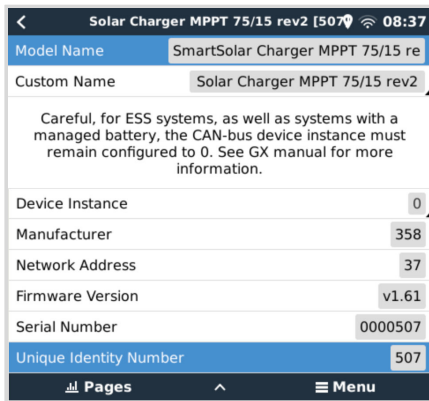 Solar Charger MPPT 75/15 rev2 [507 08:37
Model Name SmartSolar Charger MPPT 75/15 re
Custom Name Solar Charger MPPT 75/15 rev2
Careful, for ESS systems, as well as systems with a
managed battery, the CAN-bus device instance must
remain configured to 0. See GX manual for more
information.
Device Instance 0
Manufacturer 358
Network Address 37
Firmware Version v1.61
Serial Number 0000507
Unique Identity Number 507
Pages Menu